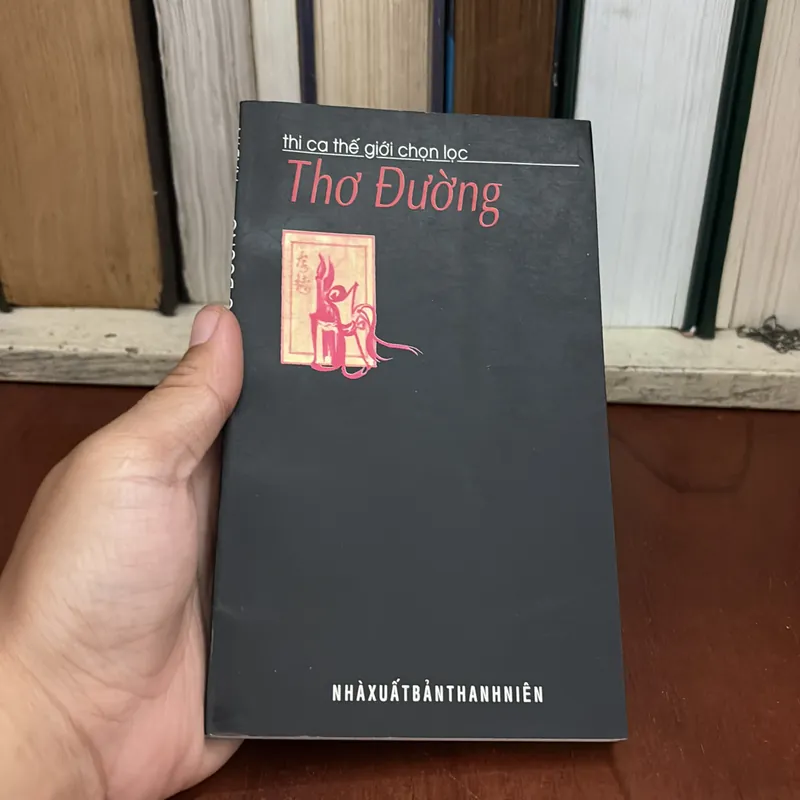 thi ca thế giới chọn lọc
Thơ Đường
NHÀXUẤTBẢNTHANHNIÊN